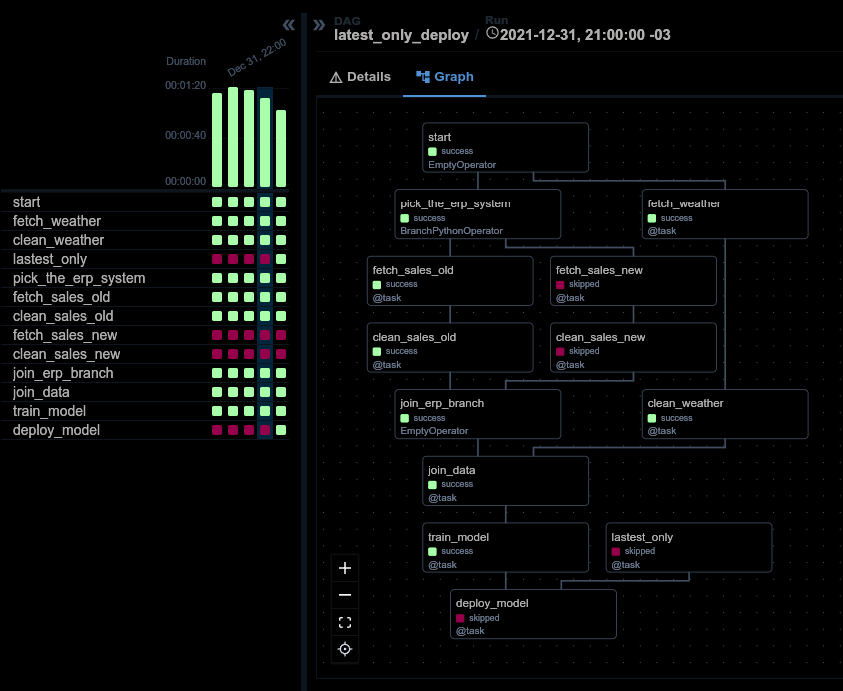 «
»
DAG
Run
latest_only_deploy / 2021-12-31, 21:00:00 -03
Details
Graph
Dec 31, 22:00
Duration
00:01:20
00:00:40
00:00:00
start
fetch_weather
clean_weather
lastest_only
pick_the_erp_system
fetch_sales_old
clean_sales_old
fetch_sales_new
clean_sales_new
join_erp_branch
join_data
train_model
deploy_model
start
success
EmptyOperator
pick_the_erp_system
success
BranchPythonOperator
fetch_weather
success
@task
fetch_sales_old
success
@task
fetch_sales_new
skipped
@task
clean_sales_old
success
@task
clean_sales_new
skipped
@task
join_erp_branch
success
EmptyOperator
clean_weather
success
@task
join_data
success
@task
train_model
success
@task
lastest_only
skipped
@task
deploy_model
skipped
@task